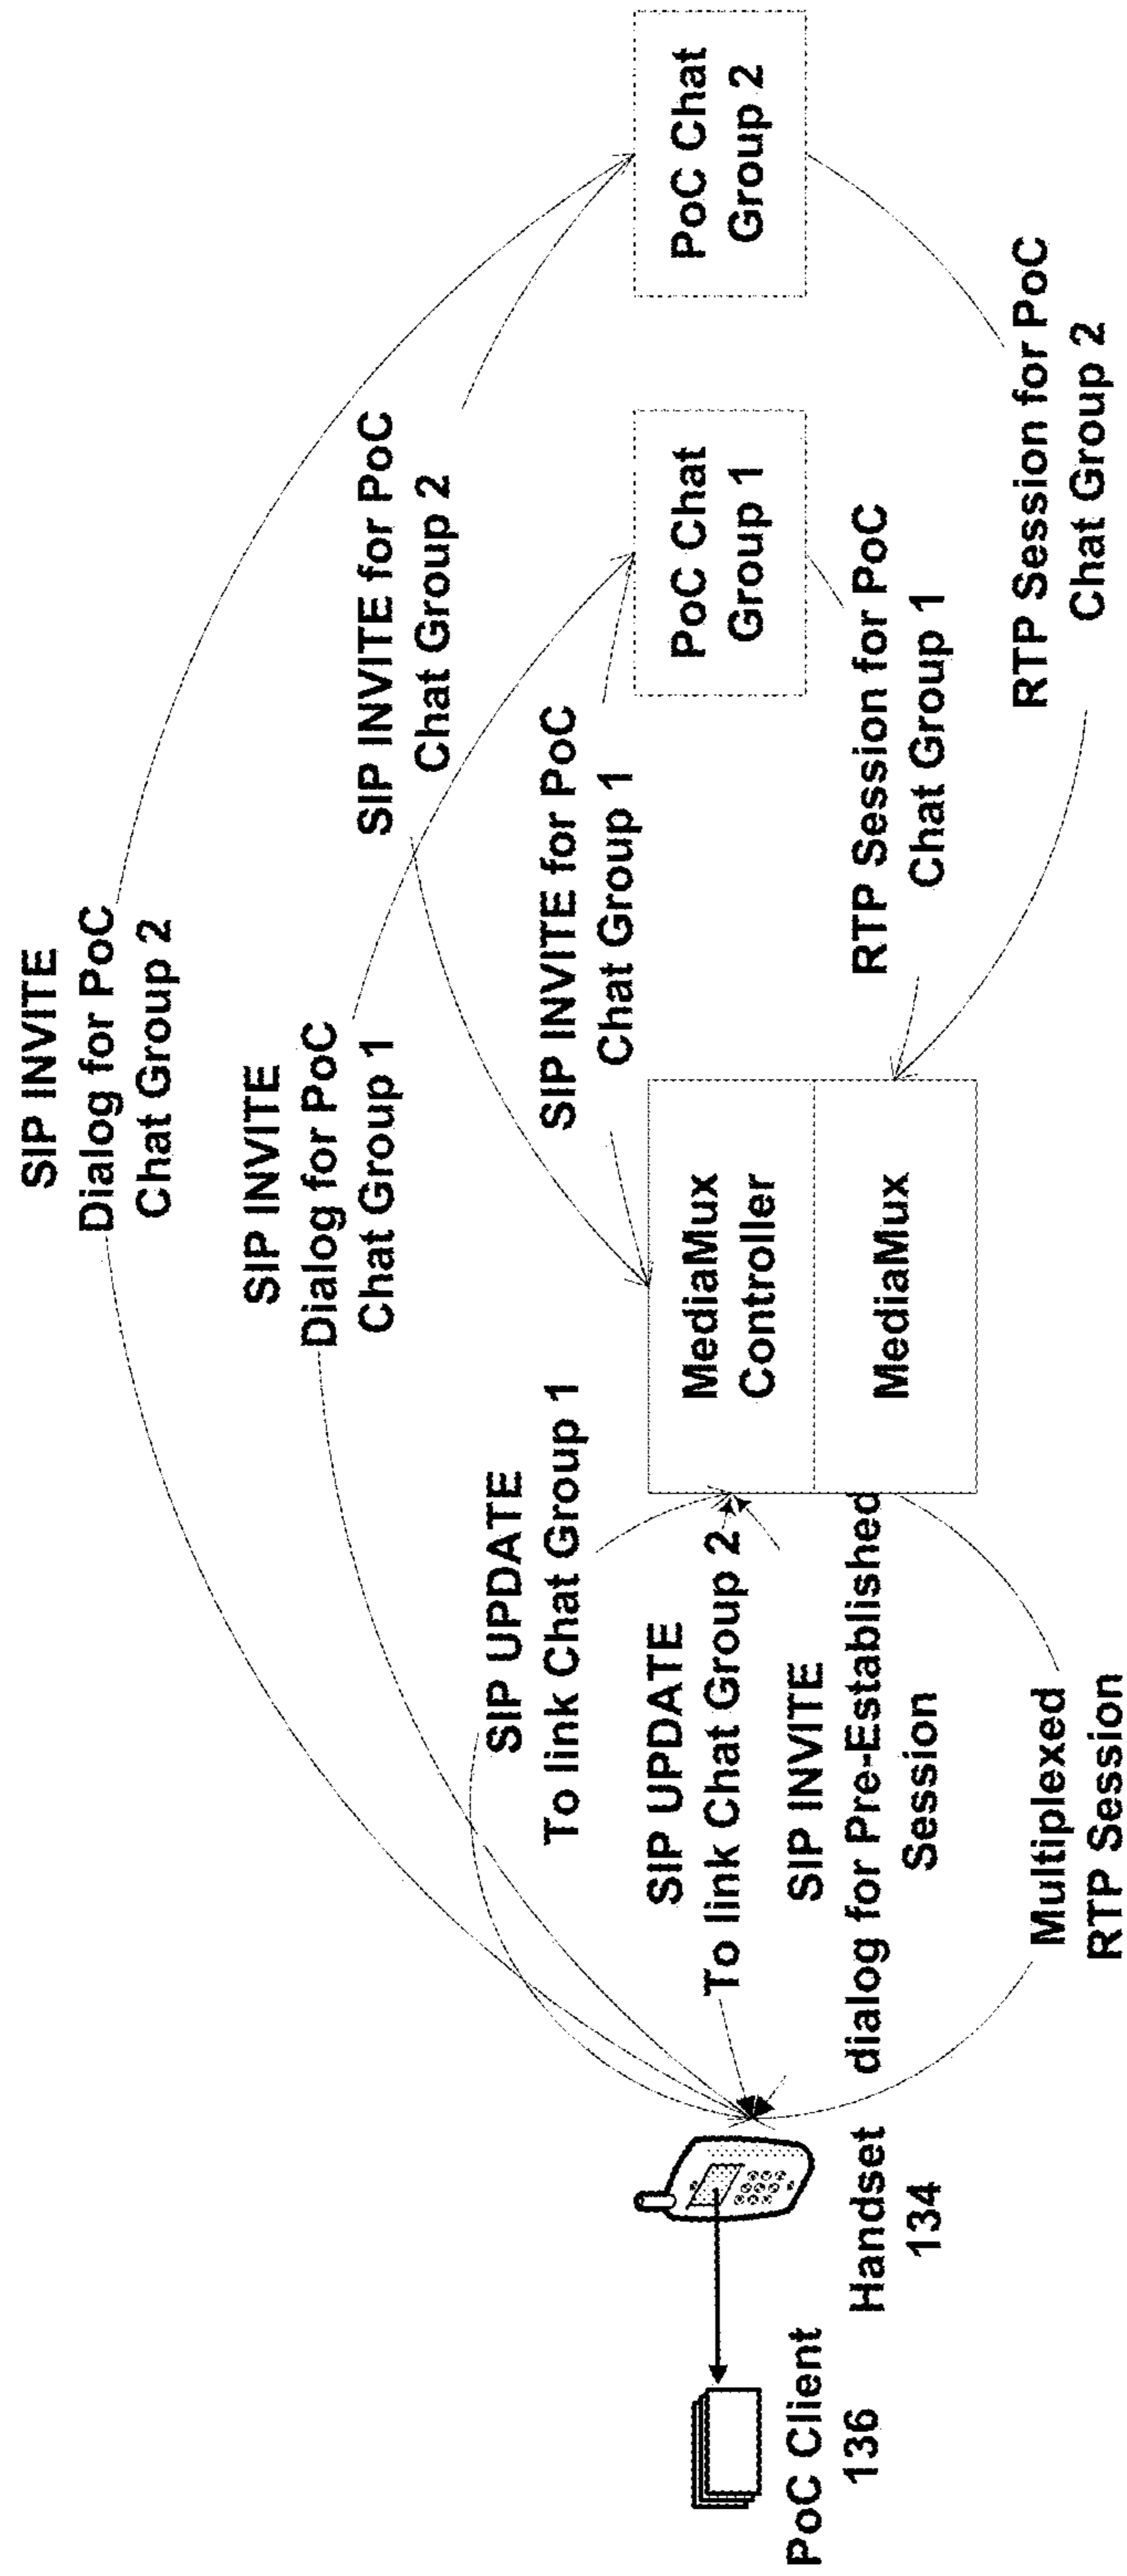 SIP INVITE
Dialog for PoC
Chat Group 2
SIP INVITE
Dialog for PoC
Chat Group 1
SIP INVITE for PoC
Chat Group 2
SIP INVITE for PoC
Chat Group 1
SIP UPDATE
To link Chat Group 1
SIP UPDATE
To link Chat Group 2
SIP INVITE
dialog for Pre-Established
Session
Multiplexed
RTP Session
PoC Client
136
Handset
134
MediaMux
Controller
MediaMux
PoC Chat
Group 1
PoC Chat
Group 2
RTP Session for PoC
Chat Group 1
RTP Session for PoC
Chat Group 2